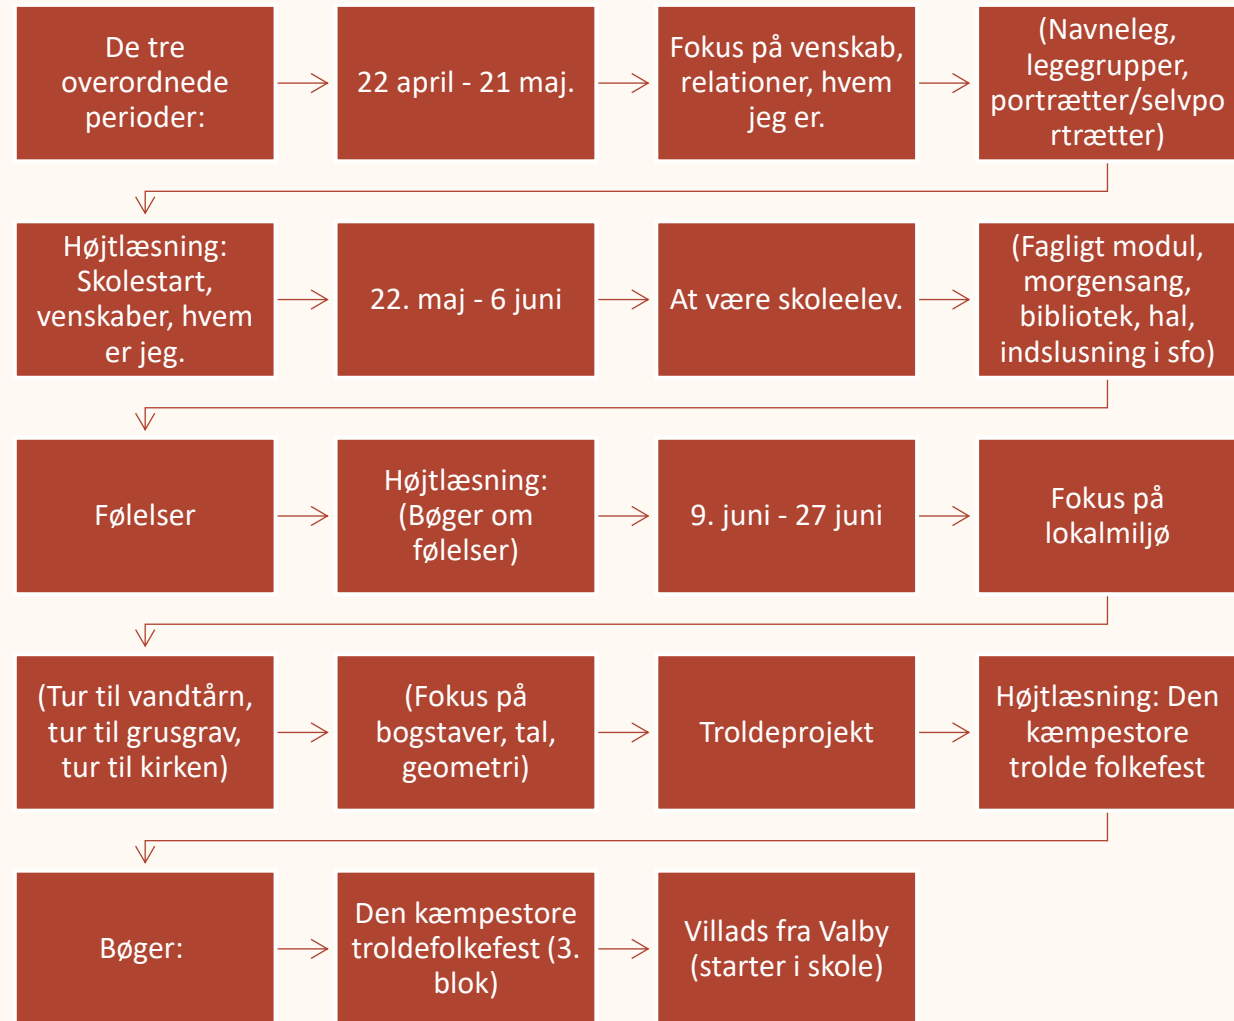 De tre
overordnede
perioder:
22 april - 21 maj.
Fokus på venskab,
relationer, hvem
jeg er.
(Navneleg,
legegrupper,
portrætter/selvpo
rtrætter)
Højtlæsning:
Skolestart,
venskaber, hvem
er jeg.
22. maj - 6 juni
At være skoleelev.
(Fagligt modul,
morgensang,
bibliotek, hal,
indslusning i sfo)
Følelser
Højtlæsning:
(Bøger om
følelser)
9. juni - 27 juni
Fokus på
lokalmiljø
(Tur til vandtårn,
tur til grusgrav,
tur til kirken)
(Fokus på
bogstaver, tal,
geometri)
Troldeprojekt
Højtlæsning: Den
kæmpestore
trolde folkefest
Bøger:
Den kæmpestore
troldefolkefest (3.
blok)
Villads fra Valby
(starter i skole)